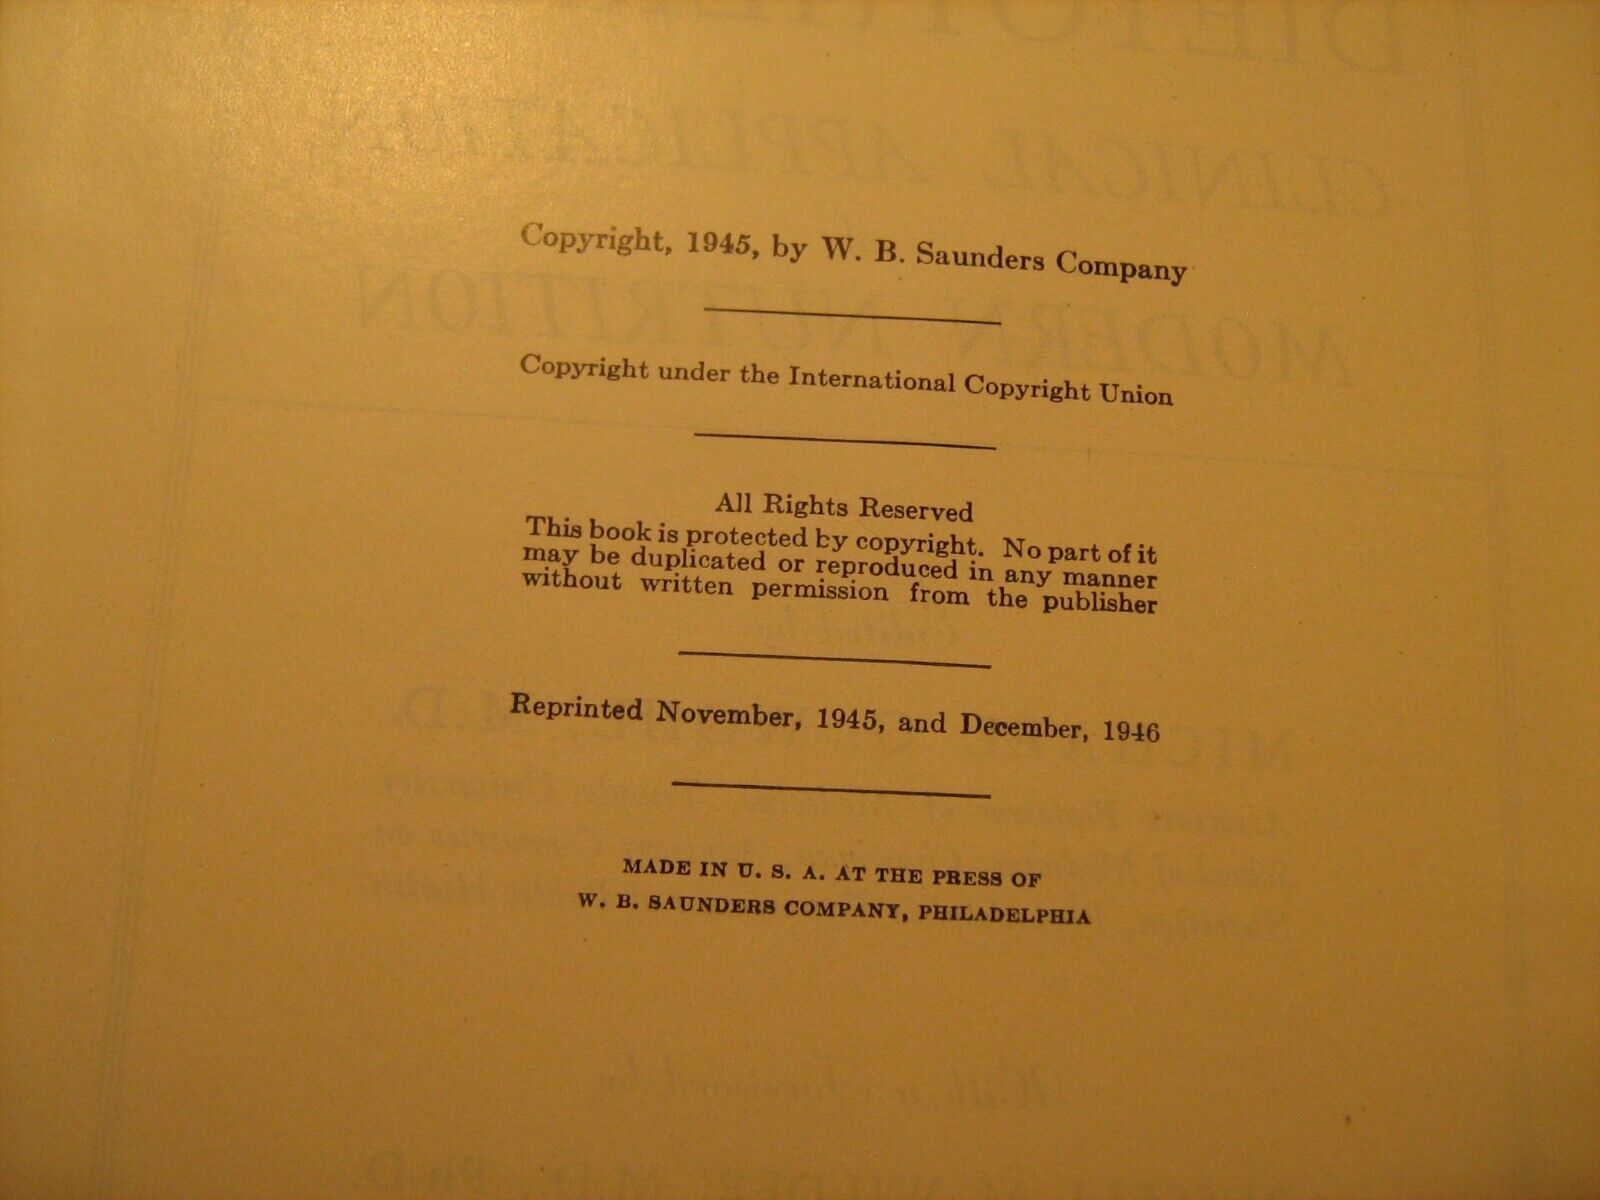 Copyright, 1945, by W. B. Saunders Company
Copyright under the International Copyright Union
All Rights Reserved
This book is protected by copyright. No part of it
may be duplicated or reproduced in any manner
without written permission from the publisher
Reprinted November, 1945, and December, 1946
MADE IN U. S. A. AT THE PRESS OF
W. B. SAUNDERS COMPANY, PHILADELPHIA